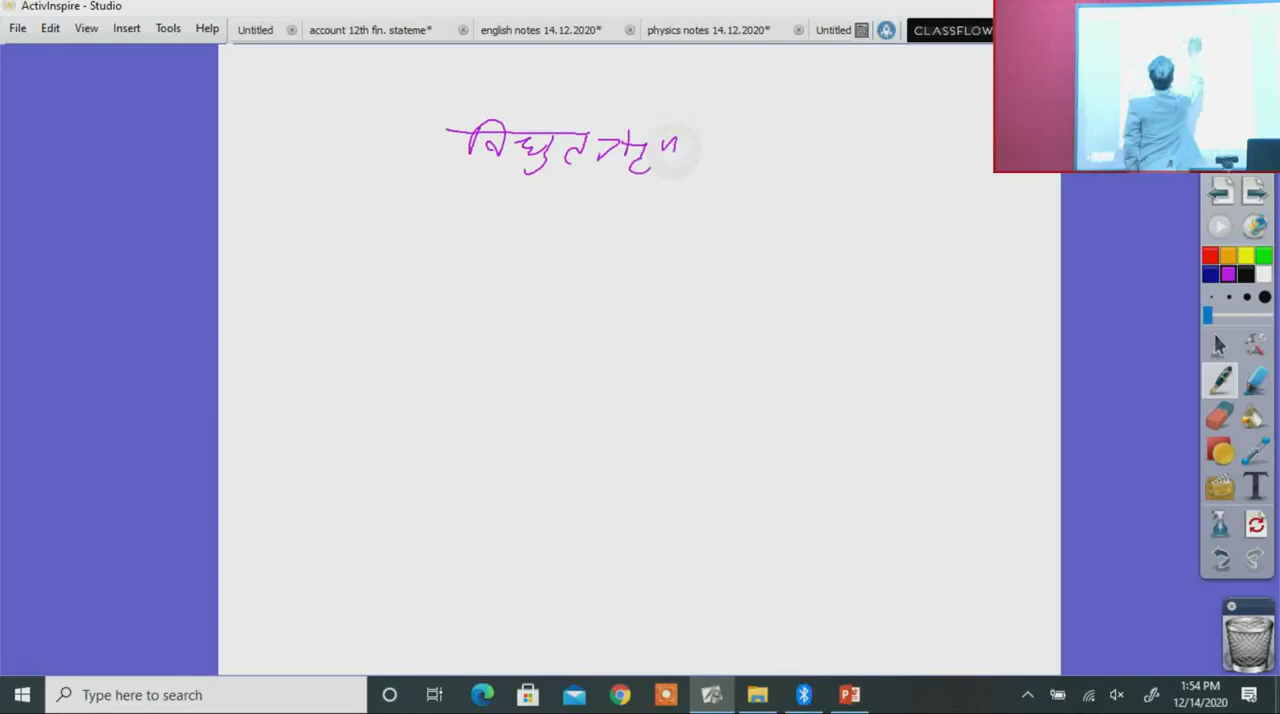 ActivInspire - Studio
File Edit View Insert Tools Help
Untitled account 12th fin. stateme* english notes 14.12.2020* physics notes 14.12.2020* Untitled CLASSFLOW
विद्युत ऋण
T
Type here to search
1:54 PM
12/14/2020